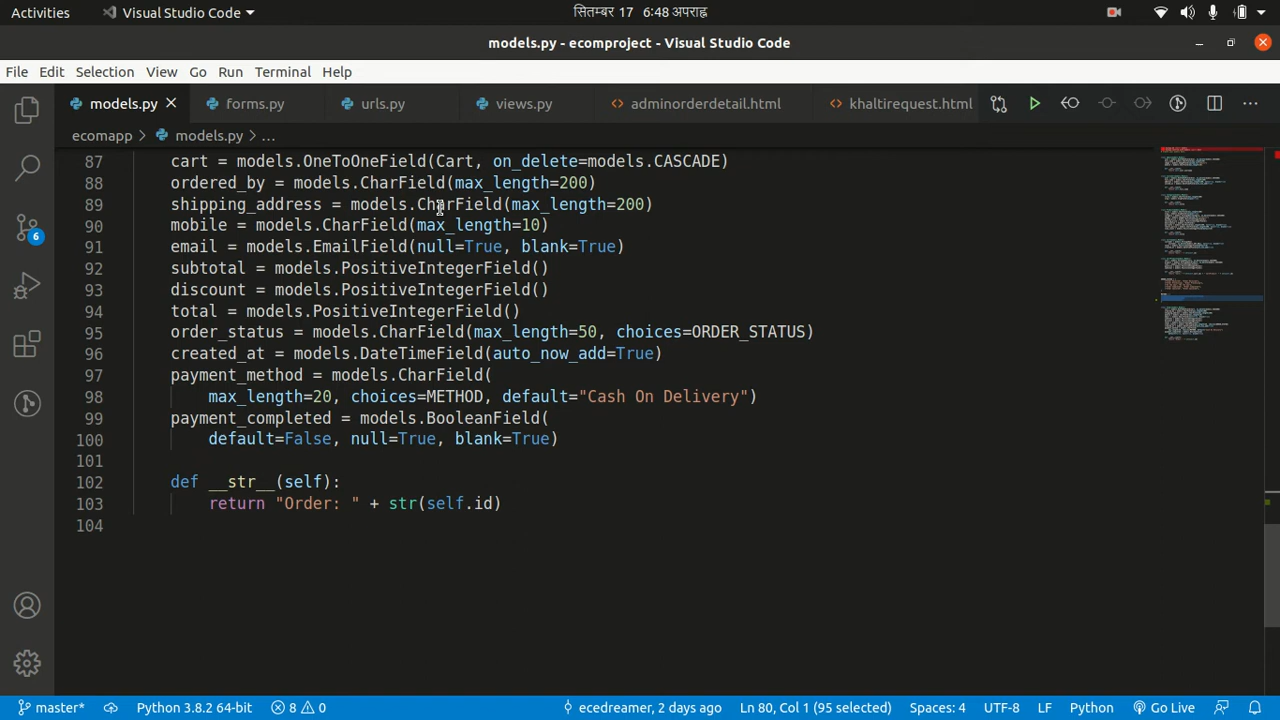 Activities Visual Studio Code सितम्बर 17 6:48 अपराह्न
models.py - ecomproject - Visual Studio Code
File Edit Selection View Go Run Terminal Help
models.py forms.py urls.py views.py adminorderdetail.html khaltirequest.html
ecomapp > models.py > ...
87 cart = models.OneToOneField(Cart, on_delete=models.CASCADE)
88 ordered_by = models.CharField(max_length=200)
89 shipping_address = models.CharField(max_length=200)
90 mobile = models.CharField(max_length=10)
91 email = models.EmailField(null=True, blank=True)
92 subtotal = models.PositiveIntegerField()
93 discount = models.PositiveIntegerField()
94 total = models.PositiveIntegerField()
95 order_status = models.CharField(max_length=50, choices=ORDER_STATUS)
96 created_at = models.DateTimeField(auto_now_add=True)
97 payment_method = models.CharField(
98 max_length=20, choices=METHOD, default="Cash On Delivery")
99 payment_completed = models.BooleanField(
100 default=False, null=True, blank=True)
101
102 def __str__(self):
103 return "Order: " + str(self.id)
104
6
master* Python 3.8.2 64-bit 8 0 ecedreamer, 2 days ago Ln 80, Col 1 (95 selected) Spaces: 4 UTF-8 LF Python Go Live